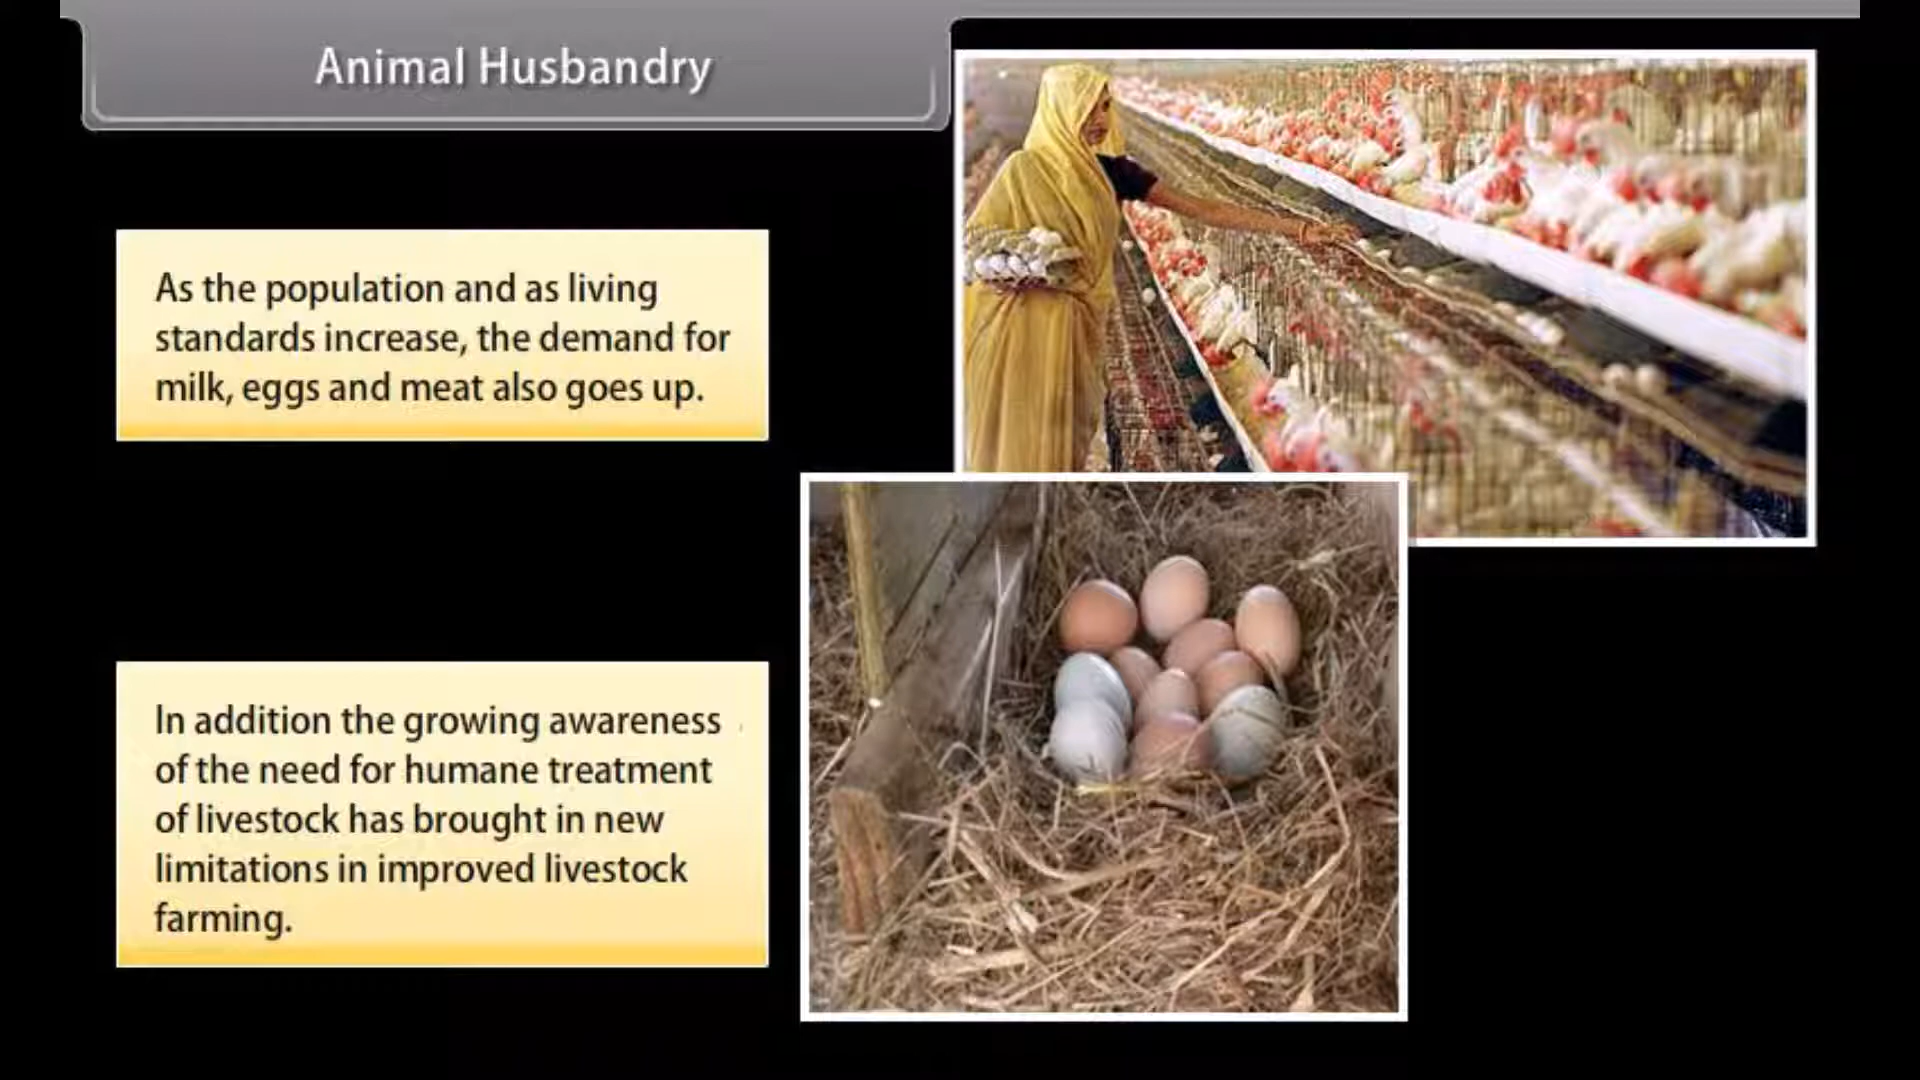 Animal Husbandry
As the population and as living
standards increase, the demand for
milk, eggs and meat also goes up.
In addition the growing awareness
of the need for humane treatment
of livestock has brought in new
limitations in improved livestock
farming.